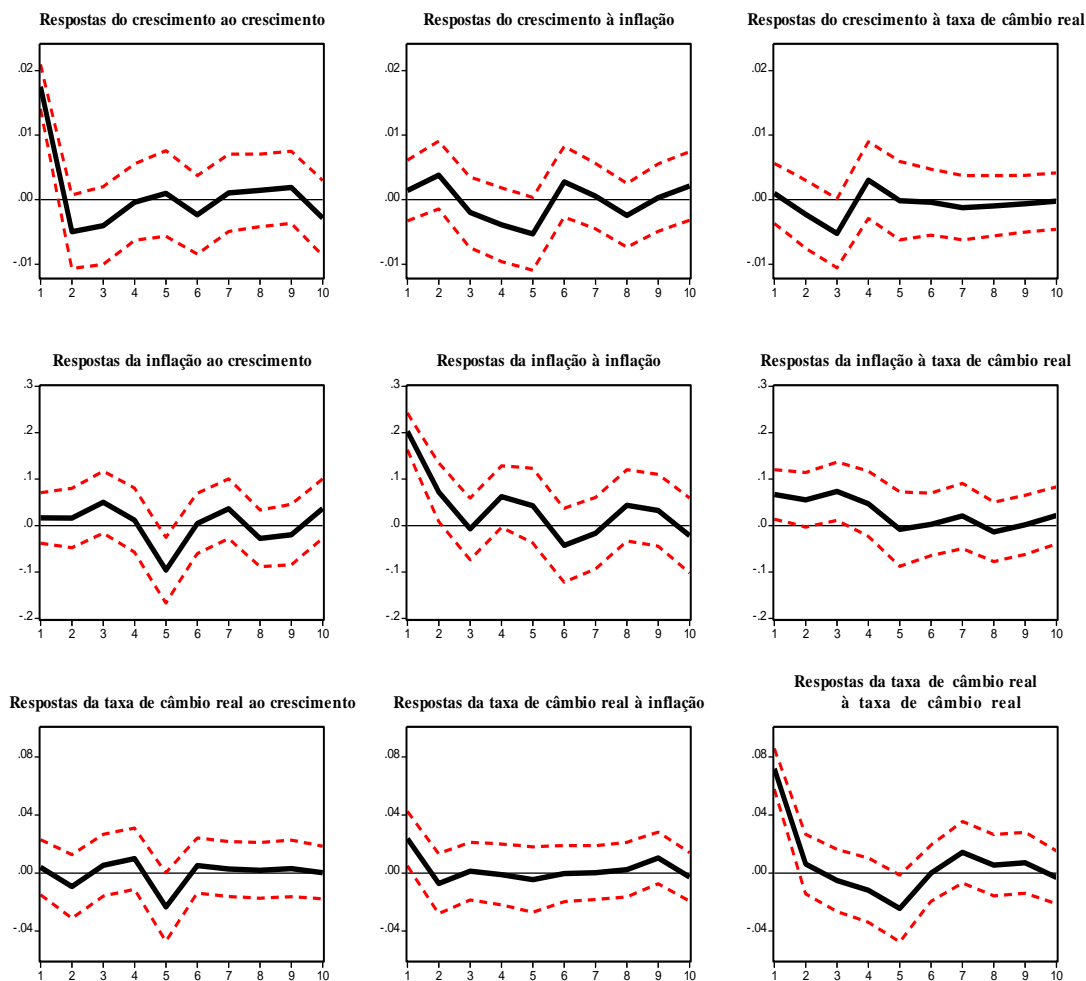 Respostas do crescimento ao crescimento
Respostas do crescimento à inflação
Respostas do crescimento à taxa de câmbio real
.02
.01
.00
-.01
1 2 3 4 5 6 7 8 9 10
.02
.01
.00
-.01
1 2 3 4 5 6 7 8 9 10
.02
.01
.00
-.01
1 2 3 4 5 6 7 8 9 10
Respostas da inflação ao crescimento
Respostas da inflação à inflação
Respostas da inflação à taxa de câmbio real
.3
.2
.1
.0
-.1
-.2
1 2 3 4 5 6 7 8 9 10
.3
.2
.1
.0
-.1
-.2
1 2 3 4 5 6 7 8 9 10
.3
.2
.1
.0
-.1
-.2
1 2 3 4 5 6 7 8 9 10
Respostas da taxa de câmbio real ao crescimento
Respostas da taxa de câmbio real à inflação
Respostas da taxa de câmbio real
à taxa de câmbio real
.08
.04
.00
-.04
1 2 3 4 5 6 7 8 9 10
.08
.04
.00
-.04
1 2 3 4 5 6 7 8 9 10
.08
.04
.00
-.04
1 2 3 4 5 6 7 8 9 10